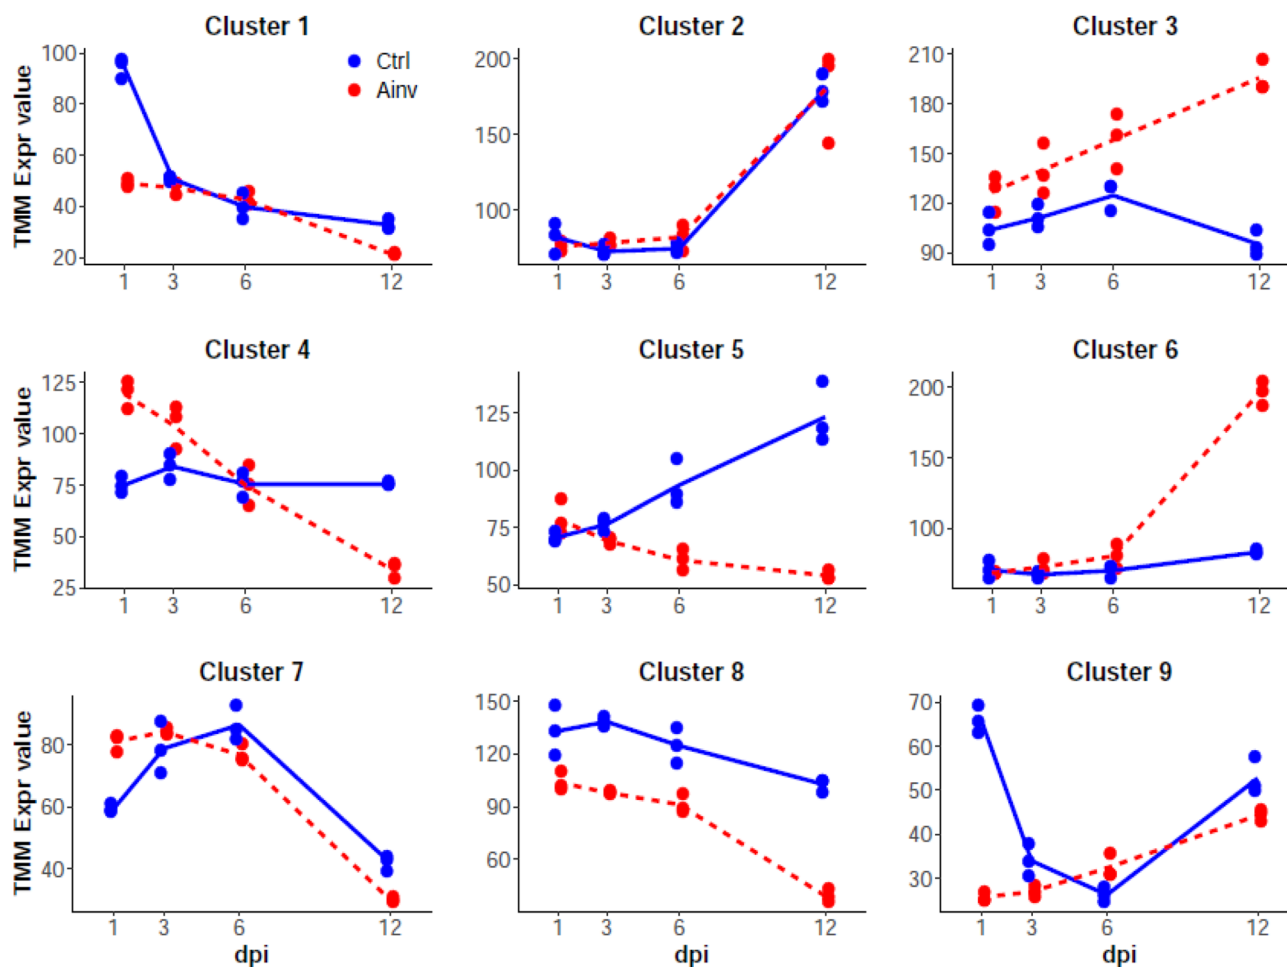 Cluster 1
Cluster 2
Cluster 3
TMM Expr value
100
80
60
40
20
Ctrl
Ainv
1 3 6 12
200
150
100
1 3 6 12
210
180
150
120
90
1 3 6 12
Cluster 4
Cluster 5
Cluster 6
TMM Expr value
125
100
75
50
25
1 3 6 12
125
100
75
50
1 3 6 12
200
150
100
1 3 6 12
Cluster 7
Cluster 8
Cluster 9
TMM Expr value
80
60
40
1 3 6 12
dpi
150
120
90
60
1 3 6 12
dpi
70
60
50
40
30
1 3 6 12
dpi